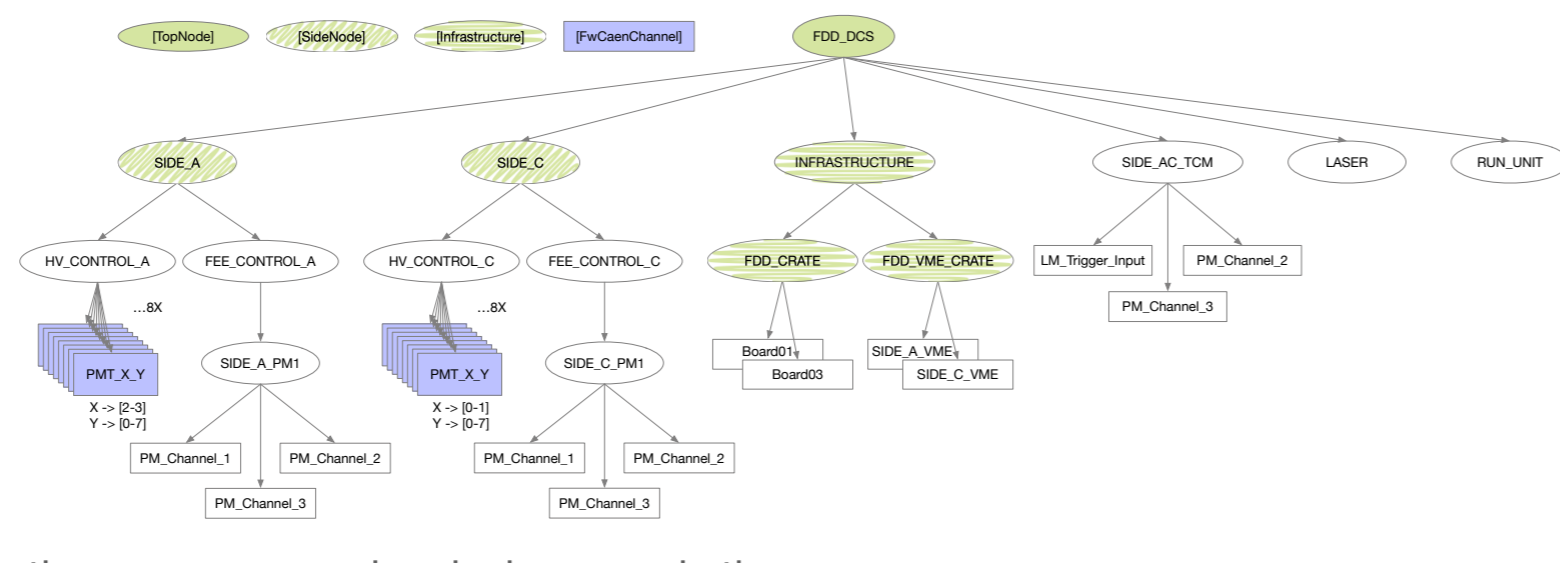 [TopNode] [SideNode] [Infrastructure] [FwCaenChannel] FDD_DCS
SIDE_A SIDE_C INFRASTRUCTURE SIDE_AC_TCM LASER RUN_UNIT
HV_CONTROL_A FEE_CONTROL_A HV_CONTROL_C FEE_CONTROL_C FDD_CRATE FDD_VME_CRATE LM_Trigger_Input PM_Channel_2
...8X ...8X PM_Channel_3
Board01 SIDE_A_VME
PMT_X_Y SIDE_A_PM1 PMT_X_Y SIDE_C_PM1 Board03 SIDE_C_VME
X -> [2-3] X -> [0-1]
Y -> [0-7] Y -> [0-7]
PM_Channel_1 PM_Channel_2 PM_Channel_1 PM_Channel_2
PM_Channel_3 PM_Channel_3